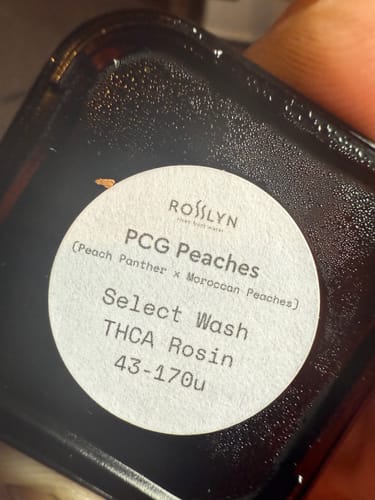 ROSSLYN
PCG Peaches
(Peach Panther × Moroccan Peaches)
Select Wash
THCA Rosin
43-170u